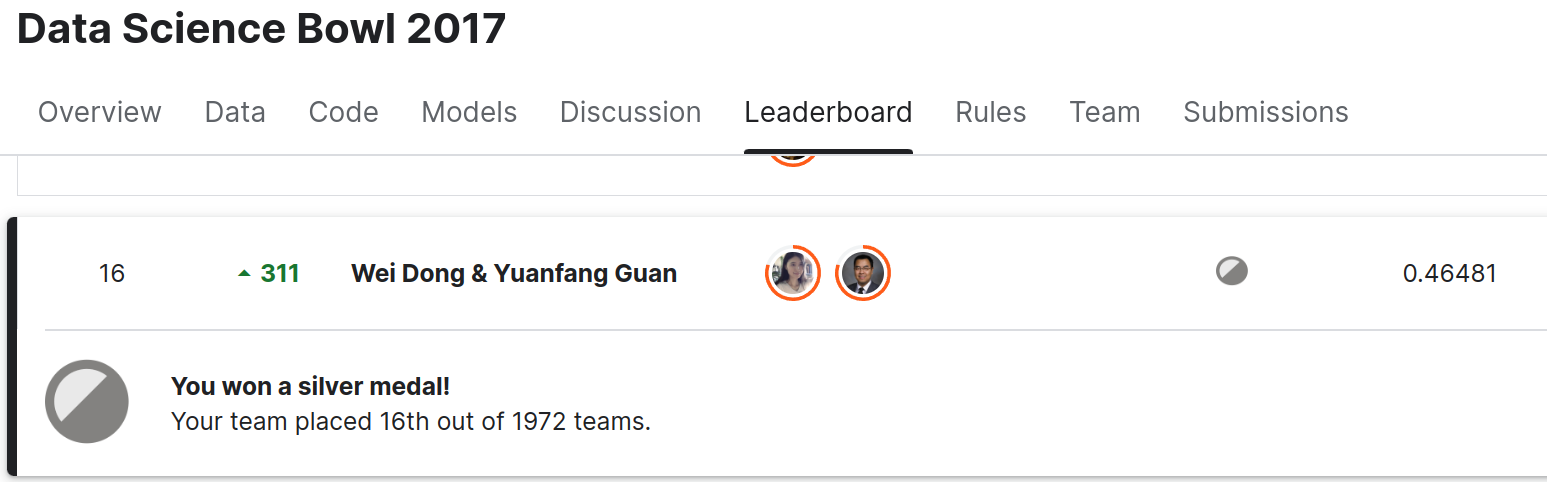 Data Science Bowl 2017
Overview Data Code Models Discussion Leaderboard Rules Team Submissions
16 311 Wei Dong & Yuanfang Guan 0.46481
You won a silver medal!
Your team placed 16th out of 1972 teams.